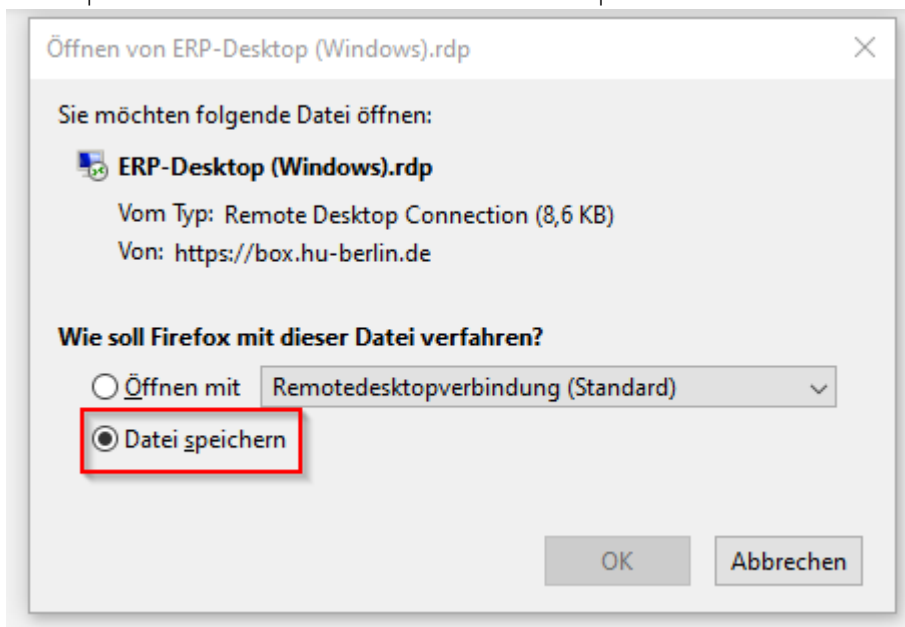 Öffnen von ERP-Desktop (Windows).rdp
Sie möchten folgende Datei öffnen:
ERP-Desktop (Windows).rdp
Vom Typ: Remote Desktop Connection (8,6 KB)
Von: https://box.hu-berlin.de
Wie soll Firefox mit dieser Datei verfahren?
Öffnen mit Remotedesktopverbindung (Standard)
Datei speichern
OK Abbrechen